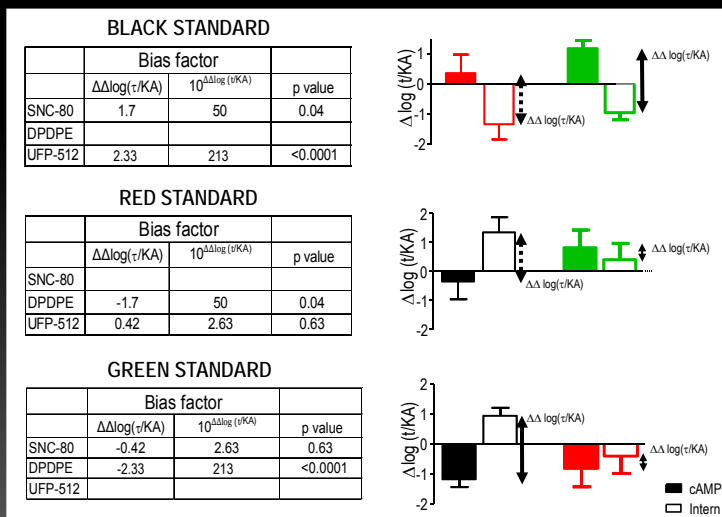 BLACK STANDARD
Bias factor
ΔΔlog(τ/KA) 10^ΔΔlog (t/KA) p value
SNC-80 1.7 50 0.04
DPDPE
UFP-512 2.33 213 <0.0001
Δ log (t/KA)
1
0
-1
-2
ΔΔ log(τ/KA)
ΔΔ log(τ/KA)
RED STANDARD
Bias factor
ΔΔlog(τ/KA) 10^ΔΔlog (t/KA) p value
SNC-80
DPDPE -1.7 50 0.04
UFP-512 0.42 2.63 0.63
Δ log (t/KA)
2
1
0
-1
-2
ΔΔ log(τ/KA)
ΔΔ log(τ/KA)
GREEN STANDARD
Bias factor
ΔΔlog(τ/KA) 10^ΔΔlog (t/KA) p value
SNC-80 -0.42 2.63 0.63
DPDPE -2.33 213 <0.0001
UFP-512
Δ log (t/KA)
2
1
0
-1
-2
ΔΔ log(τ/KA)
ΔΔ log(τ/KA)
cAMP
Intern